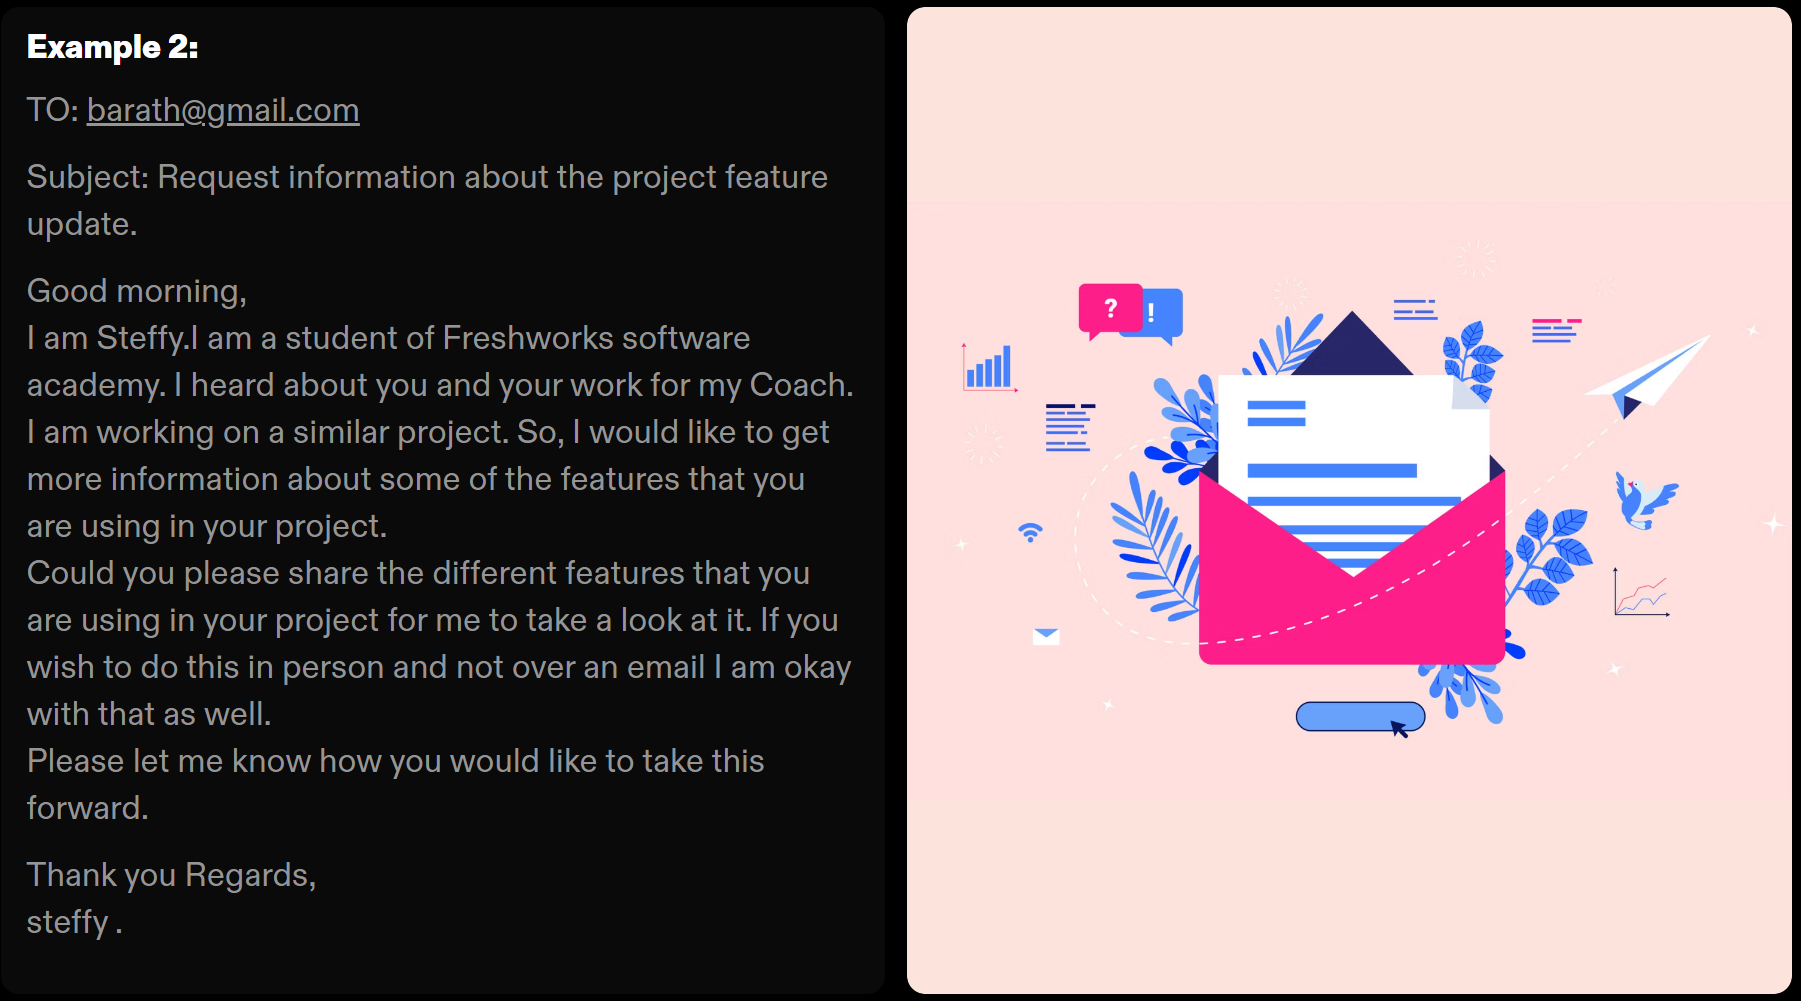 Example 2:
TO: barath@gmail.com
Subject: Request information about the project feature
update.
Good morning,
I am Steffy.I am a student of Freshworks software
academy. I heard about you and your work for my Coach.
I am working on a similar project. So, I would like to get
more information about some of the features that you
are using in your project.
Could you please share the different features that you
are using in your project for me to take a look at it. If you
wish to do this in person and not over an email I am okay
with that as well.
Please let me know how you would like to take this
forward.
Thank you Regards,
steffy .
? !